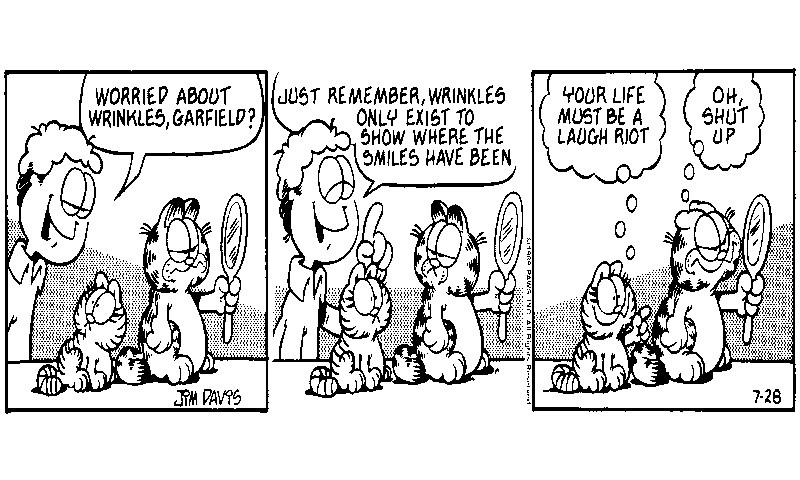 WORRIED ABOUT
WRINKLES, GARFIELD?
JIM DAVIS
JUST REMEMBER, WRINKLES
ONLY EXIST TO
SHOW WHERE THE
SMILES HAVE BEEN
YOUR LIFE
MUST BE A
LAUGH RIOT
OH,
SHUT
UP
7-28